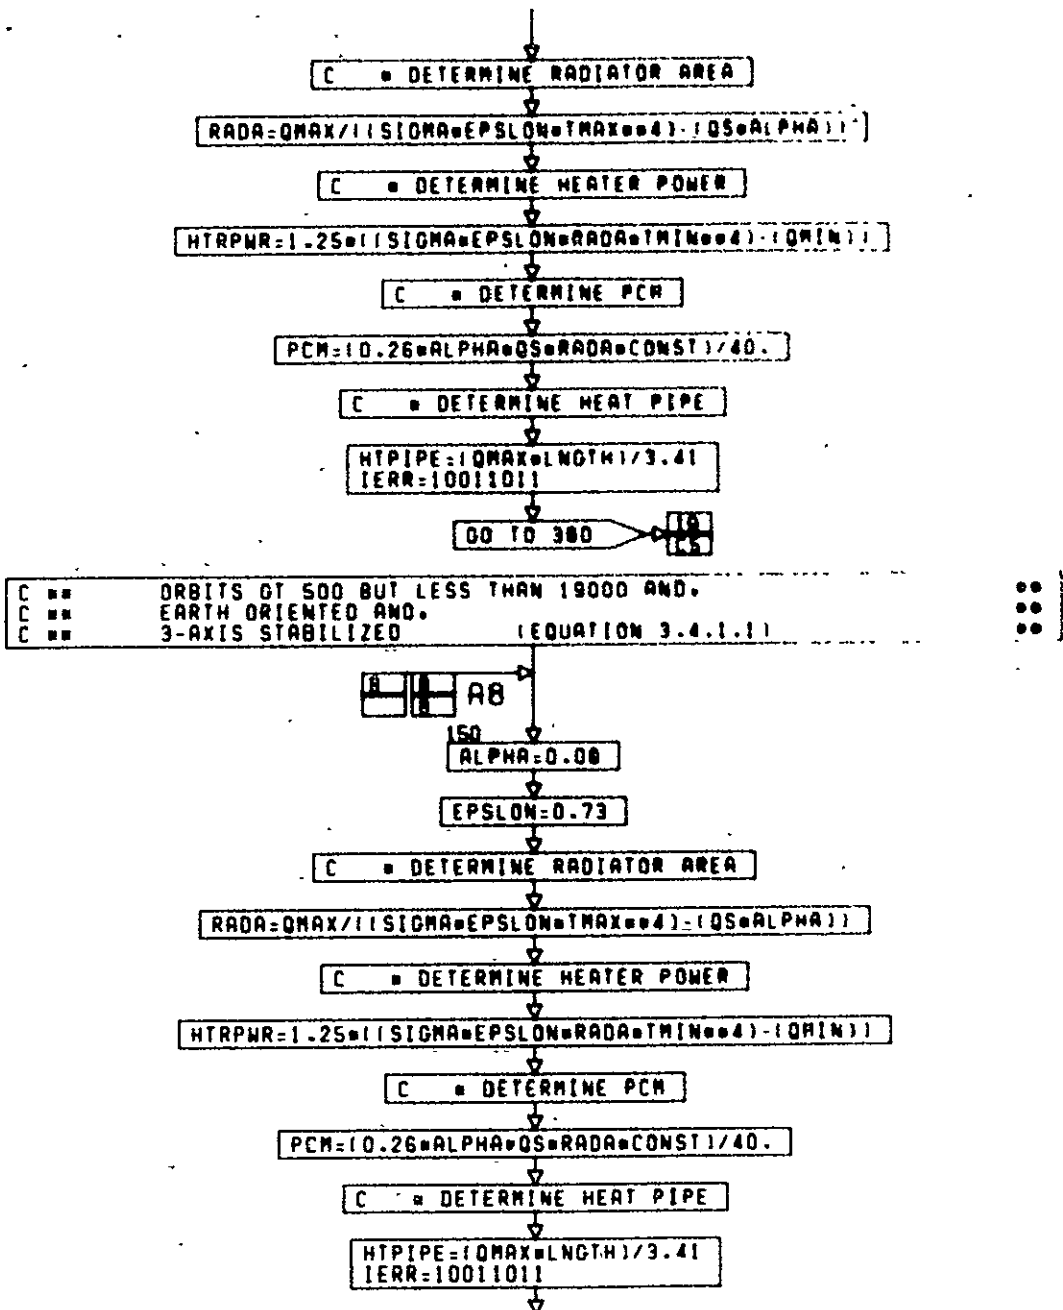 C * DETERMINE RADIATOR AREA
RADA=QMAX/((SIGMA*EPSLON*TMAX**4)-(QS*ALPHA))
C * DETERMINE HEATER POWER
HTRPWR=1.25*((SIGMA*EPSLON*RADA*TMIN**4)-(QMIN))
C * DETERMINE PCM
PCM=(0.26*ALPHA*QS*RADA*CONST)/40.
C * DETERMINE HEAT PIPE
HTPIPE=(QMAX*LNGTH)/3.41
IERR=10011011
GO TO 380
C ** ORBITS GT 500 BUT LESS THAN 19000 AND. **
C ** EARTH ORIENTED AND. **
C ** 3-AXIS STABILIZED (EQUATION 3.4.1.1) **
A8
150
ALPHA=0.08
EPSLON=0.73
C * DETERMINE RADIATOR AREA
RADA=QMAX/((SIGMA*EPSLON*TMAX**4)-(QS*ALPHA))
C * DETERMINE HEATER POWER
HTRPWR=1.25*((SIGMA*EPSLON*RADA*TMIN**4)-(QMIN))
C * DETERMINE PCM
PCM=(0.26*ALPHA*QS*RADA*CONST)/40.
C * DETERMINE HEAT PIPE
HTPIPE=(QMAX*LNGTH)/3.41
IERR=10011011